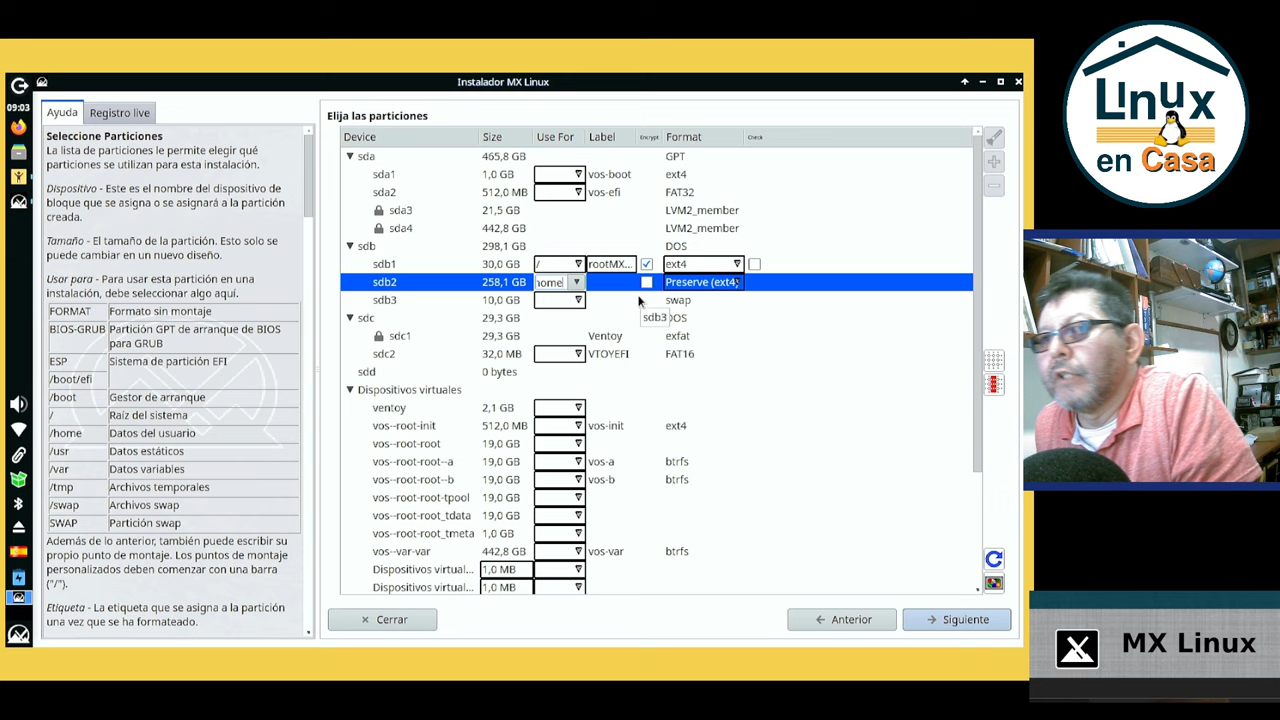 Instalador MX Linux
09:03
Ayuda
Registro live
Seleccione Particiones
La lista de particiones le permite elegir qué
particiones se utilizan para esta instalación.
Dispositivo - Este es el nombre del dispositivo de
bloque que se asigna o se asignará a la partición
creada.
Tamaño - El tamaño de la partición. Esto solo se
puede cambiar en un nuevo diseño.
Usar para - Para usar esta partición en una
instalación, debe seleccionar algo aquí.
FORMAT Formato sin montaje
BIOS-GRUB Partición GPT de arranque de BIOS
para GRUB
ESP Sistema de partición EFI
/boot/efi
/boot Gestor de arranque
/ Raíz del sistema
/home Datos del usuario
/usr Datos estáticos
/var Datos variables
/tmp Archivos temporales
/swap Archivos swap
SWAP Partición swap
Además de lo anterior, también puede escribir su
propio punto de montaje. Los puntos de montaje
personalizados deben comenzar con una barra
("/").
Etiqueta - La etiqueta que se asigna a la partición
una vez que se ha formateado.
Elija las particiones
Device Size Use For Label Encrypt Format Check
sda 465,8 GB GPT
sda1 1,0 GB vos-boot ext4
sda2 512,0 MB vos-efi FAT32
sda3 21,5 GB LVM2_member
sda4 442,8 GB LVM2_member
sdb 298,1 GB DOS
sdb1 30,0 GB / rootMX... ext4
sdb2 258,1 GB home Preserve (ext4)
sdb3 10,0 GB swap
sdb3
sdc 29,3 GB DOS
sdc1 29,3 GB Ventoy exfat
sdc2 32,0 MB VTOYEFI FAT16
sdd 0 bytes
Dispositivos virtuales
ventoy 2,1 GB
vos--root-init 512,0 MB vos-init ext4
vos--root-root 19,0 GB
vos--root-root--a 19,0 GB vos-a btrfs
vos--root-root--b 19,0 GB vos-b btrfs
vos--root-root-tpool 19,0 GB
vos--root-root_tdata 19,0 GB
vos--root-root_tmeta 1,0 GB
vos--var-var 442,8 GB vos-var btrfs
Dispositivos virtual... 1,0 MB
Dispositivos virtual... 1,0 MB
Cerrar
Anterior
Siguiente
Linux
en Casa
MX Linux